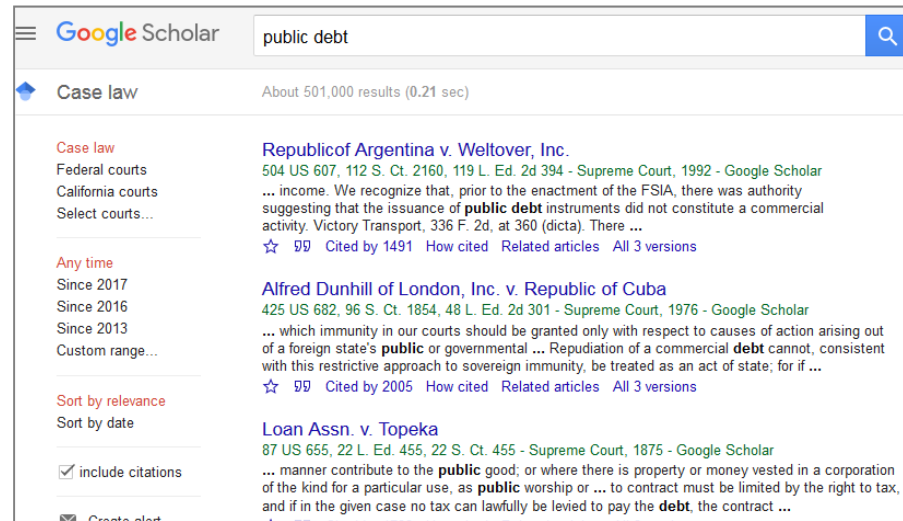 Google Scholar
public debt
Case law
About 501,000 results (0.21 sec)
Case law
Federal courts
California courts
Select courts...
Any time
Since 2017
Since 2016
Since 2013
Custom range...
Sort by relevance
Sort by date
include citations
Create alert
Republicof Argentina v. Weltover, Inc.
504 US 607, 112 S. Ct. 2160, 119 L. Ed. 2d 394 - Supreme Court, 1992 - Google Scholar
... income. We recognize that, prior to the enactment of the FSIA, there was authority
suggesting that the issuance of public debt instruments did not constitute a commercial
activity. Victory Transport, 336 F. 2d, at 360 (dicta). There ...
Cited by 1491 How cited Related articles All 3 versions
Alfred Dunhill of London, Inc. v. Republic of Cuba
425 US 682, 96 S. Ct. 1854, 48 L. Ed. 2d 301 - Supreme Court, 1976 - Google Scholar
... which immunity in our courts should be granted only with respect to causes of action arising out
of a foreign state's public or governmental ... Repudiation of a commercial debt cannot, consistent
with this restrictive approach to sovereign immunity, be treated as an act of state; for if ...
Cited by 2005 How cited Related articles All 3 versions
Loan Assn. v. Topeka
87 US 655, 22 L. Ed. 455, 22 S. Ct. 455 - Supreme Court, 1875 - Google Scholar
... manner contribute to the public good; or where there is property or money vested in a corporation
of the kind for a particular use, as public worship or ... to contract must be limited by the right to tax,
and if in the given case no tax can lawfully be levied to pay the debt, the contract ...